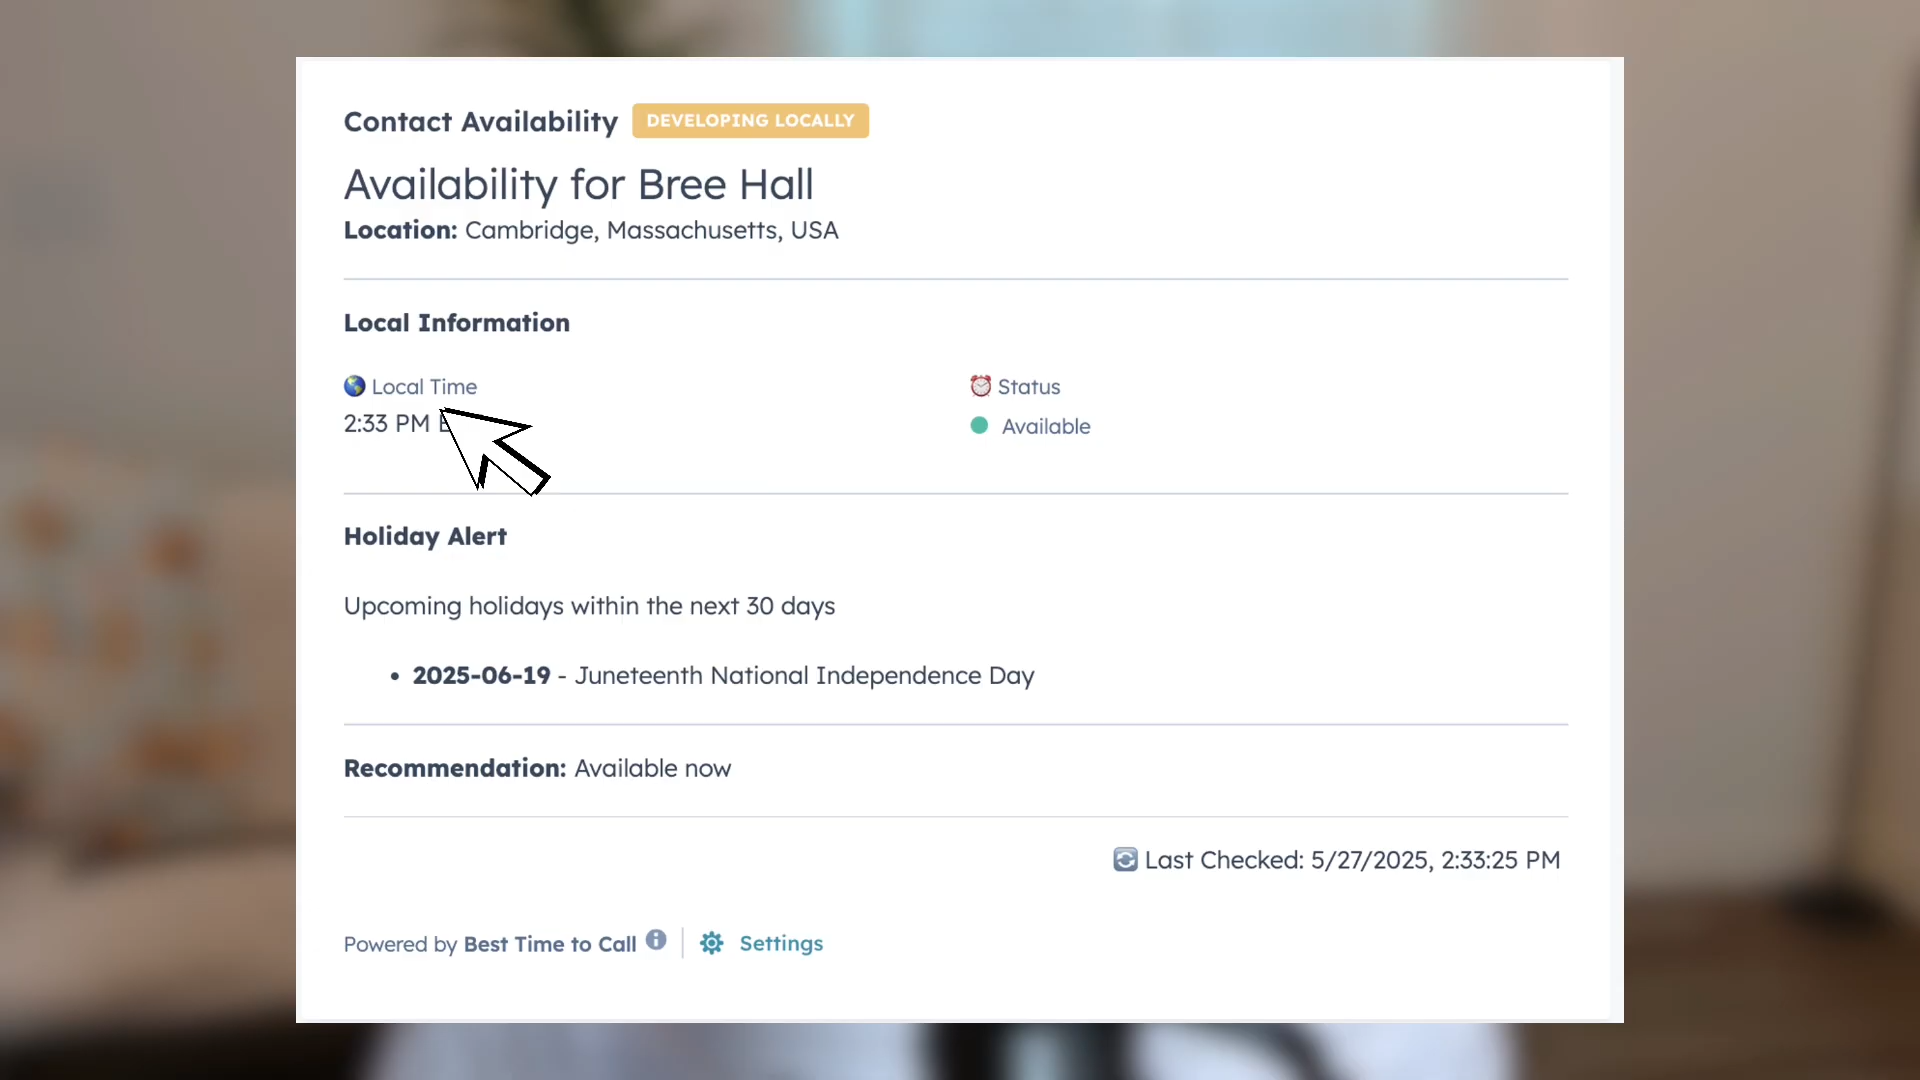 Contact Availability DEVELOPING LOCALLY
Availability for Bree Hall
Location: Cambridge, Massachusetts, USA
Local Information
Local Time
Status
2:33 PM
Available
Holiday Alert
Upcoming holidays within the next 30 days
• 2025-06-19 - Juneteenth National Independence Day
Recommendation: Available now
Last Checked: 5/27/2025, 2:33:25 PM
Powered by Best Time to Call Settings